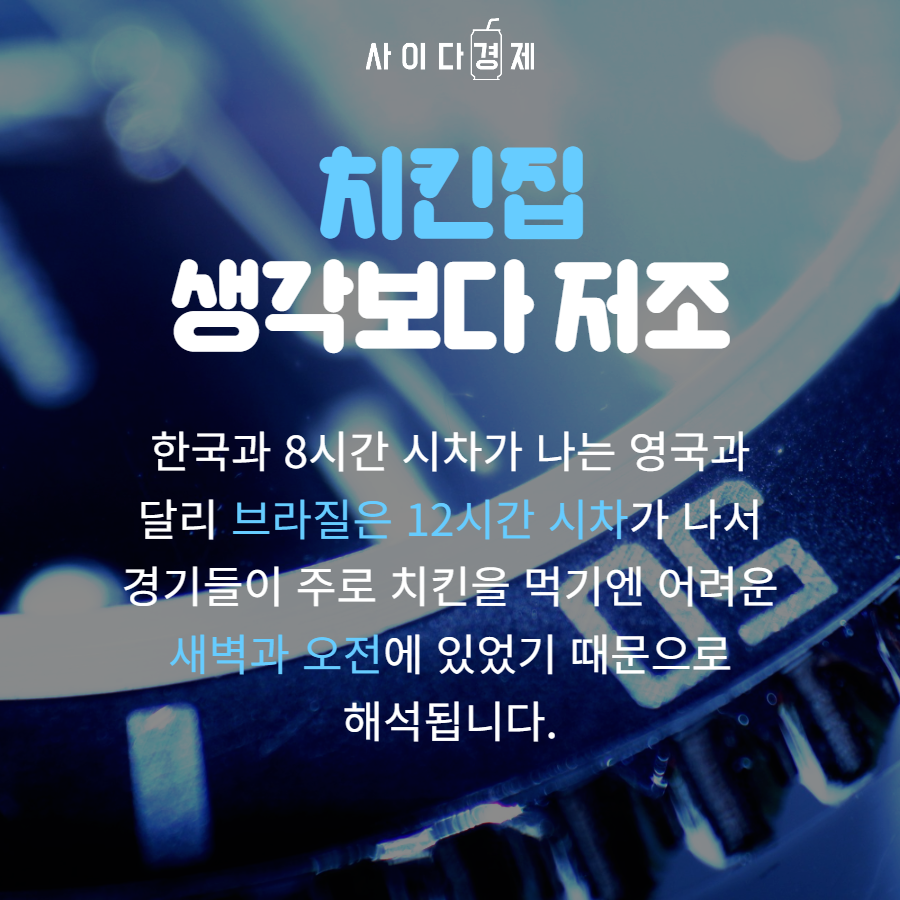 사이다경제
치킨집
생각보다 저조
한국과 8시간 시차가 나는 영국과
달리 브라질은 12시간 시차가 나서
경기들이 주로 치킨을 먹기엔 어려운
새벽과 오전에 있었기 때문으로
해석됩니다.
05